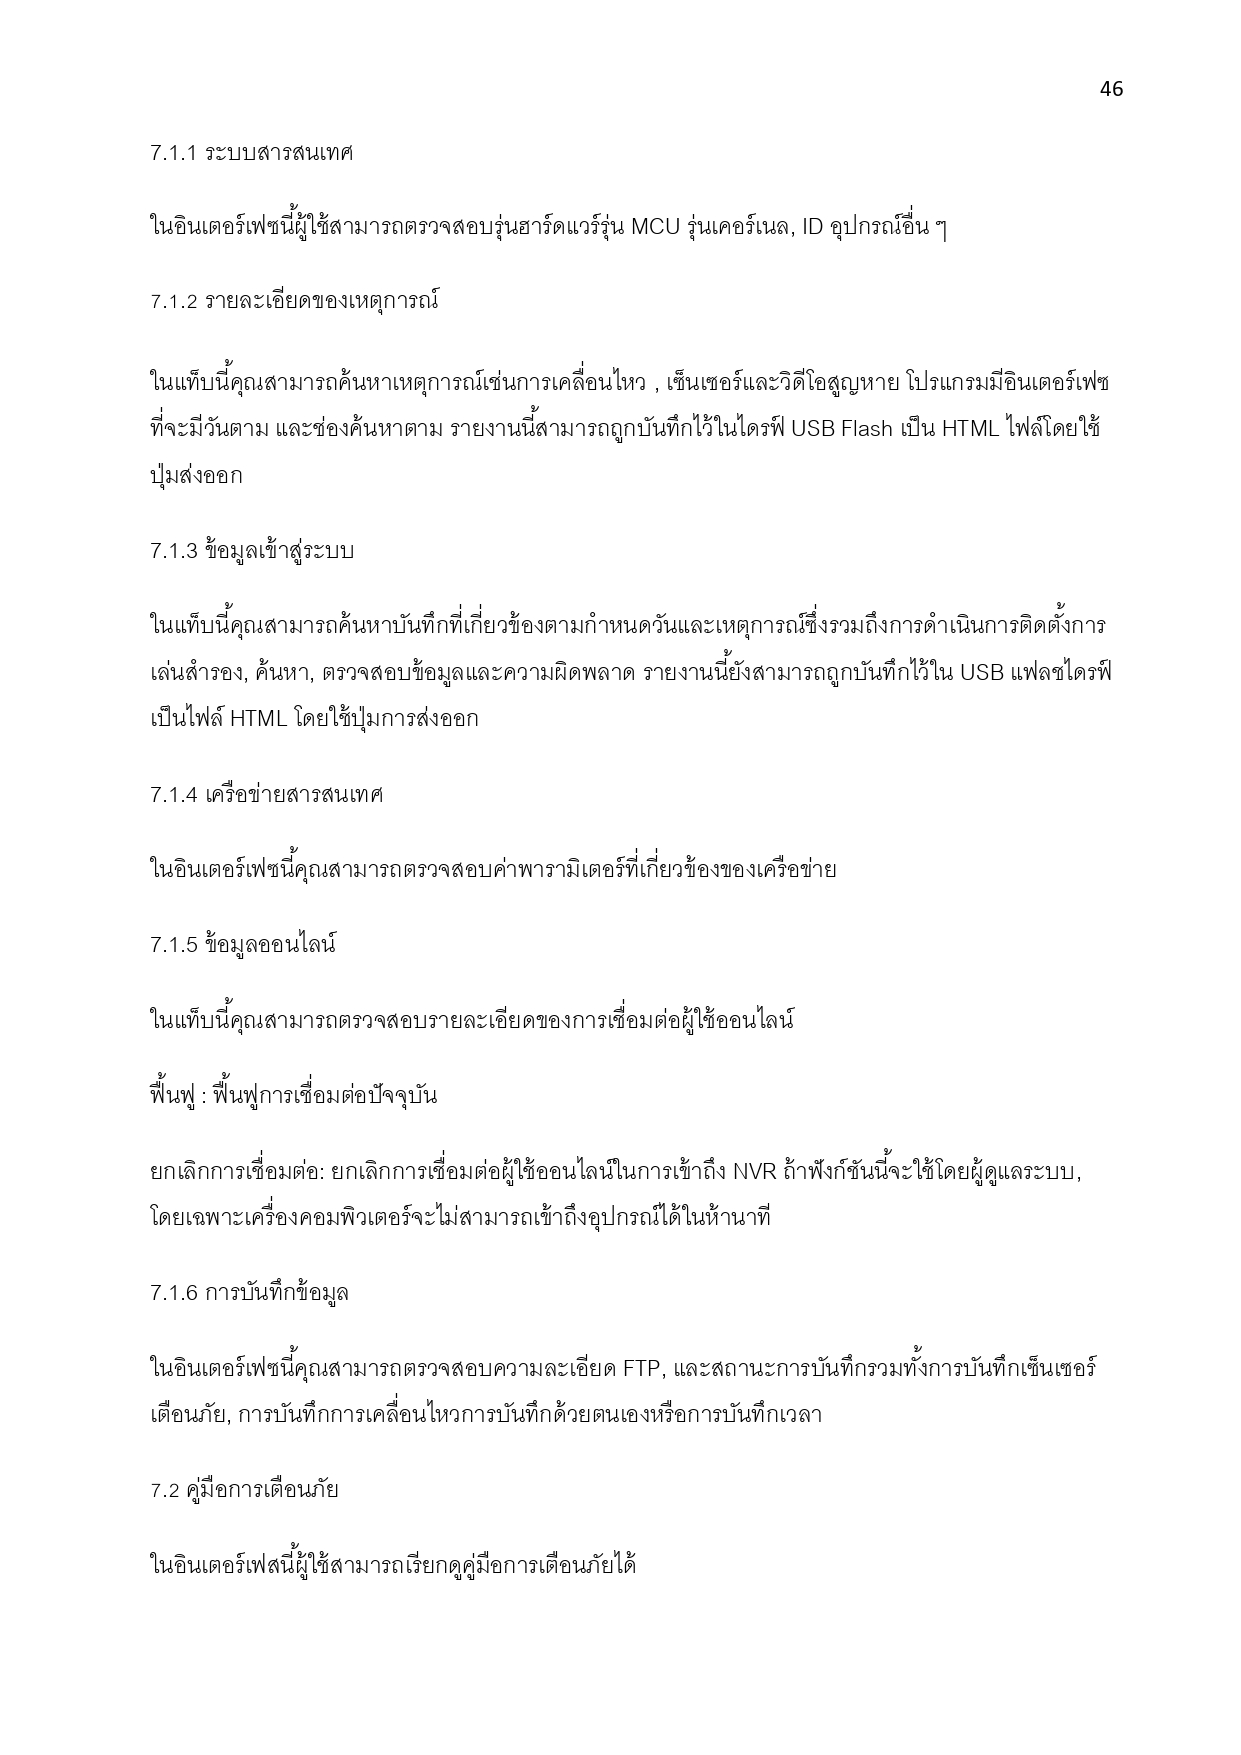 46
7.1.1 ระบบสารสนเทศ
ในอินเตอร์เฟซนี้ผู้ใช้สามารถตรวจสอบรุ่นฮาร์ดแวร์รุ่น MCU รุ่นเคอร์เนล, ID อุปกรณ์อื่น ๆ
7.1.2 รายละเอียดของเหตุการณ์
ในแท็บนี้คุณสามารถค้นหาเหตุการณ์เช่นการเคลื่อนไหว , เซ็นเซอร์และวิดีโอสูญหาย โปรแกรมมีอินเตอร์เฟซ
ที่จะมีวันตาม และช่องค้นหาตาม รายงานนี้สามารถถูกบันทึกไว้ในไดรฟ์ USB Flash เป็น HTML ไฟล์โดยใช้
ปุ่มส่งออก
7.1.3 ข้อมูลเข้าสู่ระบบ
ในแท็บนี้คุณสามารถค้นหาบันทึกที่เกี่ยวข้องตามกำหนดวันและเหตุการณ์ซึ่งรวมถึงการดำเนินการติดตั้งการ
เล่นสำรอง, ค้นหา, ตรวจสอบข้อมูลและความผิดพลาด รายงานนี้ยังสามารถถูกบันทึกไว้ใน USB แฟลชไดรฟ์
เป็นไฟล์ HTML โดยใช้ปุ่มการส่งออก
7.1.4 เครือข่ายสารสนเทศ
ในอินเตอร์เฟซนี้คุณสามารถตรวจสอบค่าพารามิเตอร์ที่เกี่ยวข้องของเครือข่าย
7.1.5 ข้อมูลออนไลน์
ในแท็บนี้คุณสามารถตรวจสอบรายละเอียดของการเชื่อมต่อผู้ใช้ออนไลน์
ฟื้นฟู : ฟื้นฟูการเชื่อมต่อปัจจุบัน
ยกเลิกการเชื่อมต่อ: ยกเลิกการเชื่อมต่อผู้ใช้ออนไลน์ในการเข้าถึง NVR ถ้าฟังก์ชันนี้จะใช้โดยผู้ดูแลระบบ,
โดยเฉพาะเครื่องคอมพิวเตอร์จะไม่สามารถเข้าถึงอุปกรณ์ได้ในห้านาที
7.1.6 การบันทึกข้อมูล
ในอินเตอร์เฟซนี้คุณสามารถตรวจสอบความละเอียด FTP, และสถานะการบันทึกรวมทั้งการบันทึกเซ็นเซอร์
เตือนภัย, การบันทึกการเคลื่อนไหวการบันทึกด้วยตนเองหรือการบันทึกเวลา
7.2 คู่มือการเตือนภัย
ในอินเตอร์เฟสนี้ผู้ใช้สามารถเรียกดูคู่มือการเตือนภัยได้